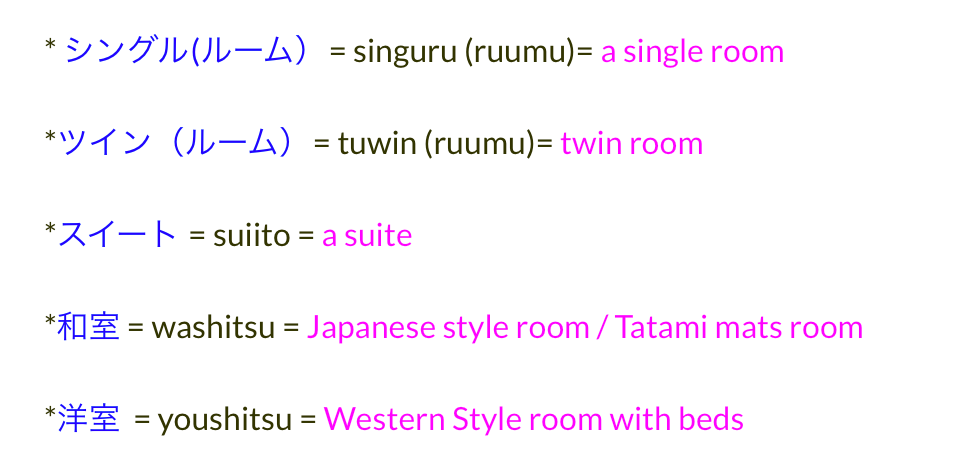 * シングル(ルーム） = singuru (ruumu)= a single room
*ツイン（ルーム） = tuwin (ruumu)= twin room
*スイート = suiito = a suite
*和室 = washitsu = Japanese style room / Tatami mats room
*洋室 = youshitsu = Western Style room with beds